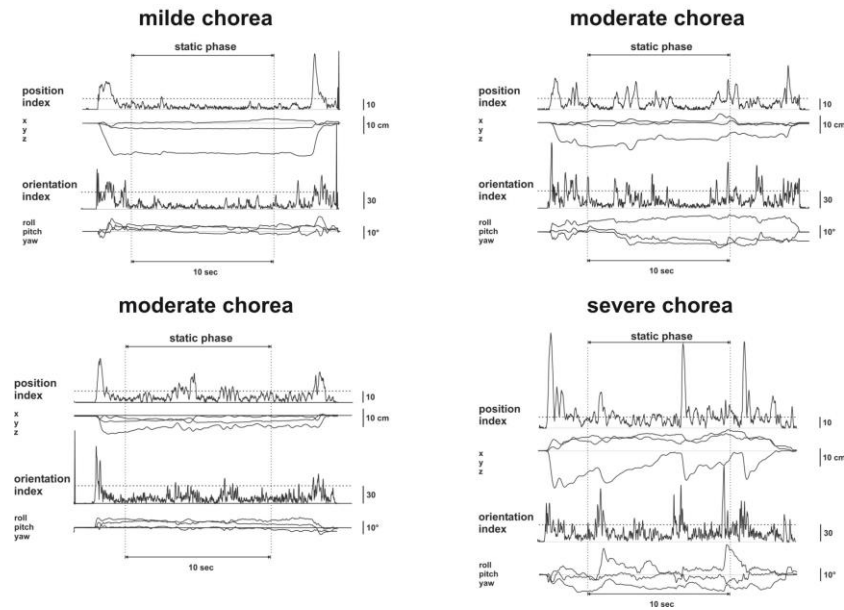 milde chorea
static phase
position
index
10
x
y
z
10 cm
orientation
index
30
roll
pitch
yaw
10°
10 sec
moderate chorea
static phase
position
index
10
x
y
z
10 cm
orientation
index
30
roll
pitch
yaw
10°
10 sec
moderate chorea
static phase
position
index
10
x
y
z
10 cm
orientation
index
30
roll
pitch
yaw
10°
10 sec
severe chorea
static phase
position
index
10
x
y
z
10 cm
orientation
index
30
roll
pitch
yaw
10°
10 sec